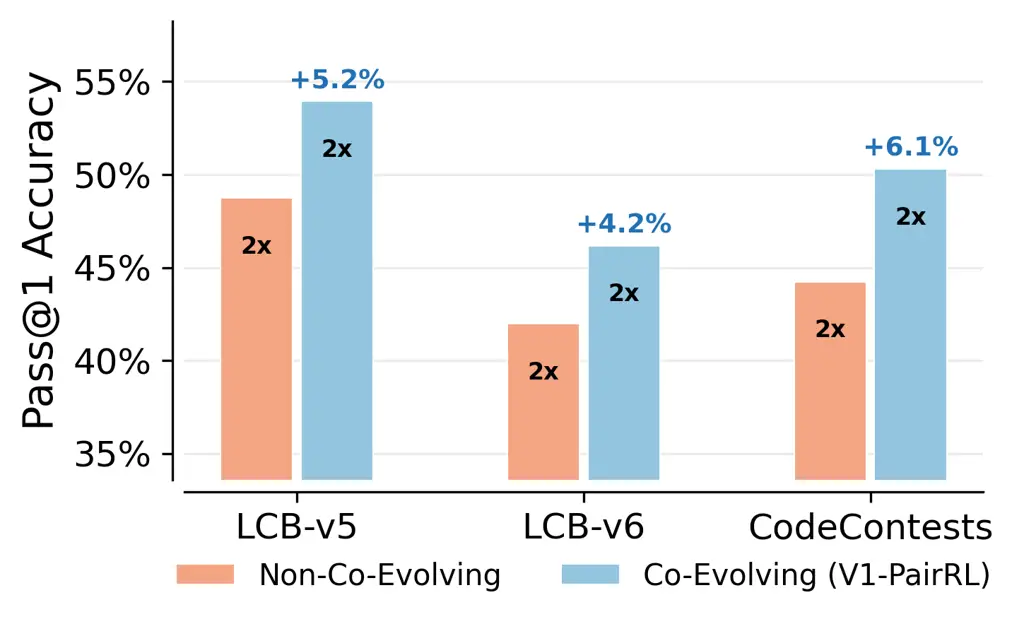 Pass@1 Accuracy
55%
50%
45%
40%
35%
+5.2%
2x
2x
+4.2%
2x
2x
+6.1%
2x
2x
LCB-v5
LCB-v6
CodeContests
Non-Co-Evolving
Co-Evolving (V1-PairRL)